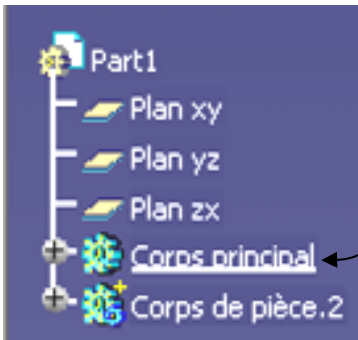 Part1
Plan xy
Plan yz
Plan zx
Corps principal
Corps de pièce.2